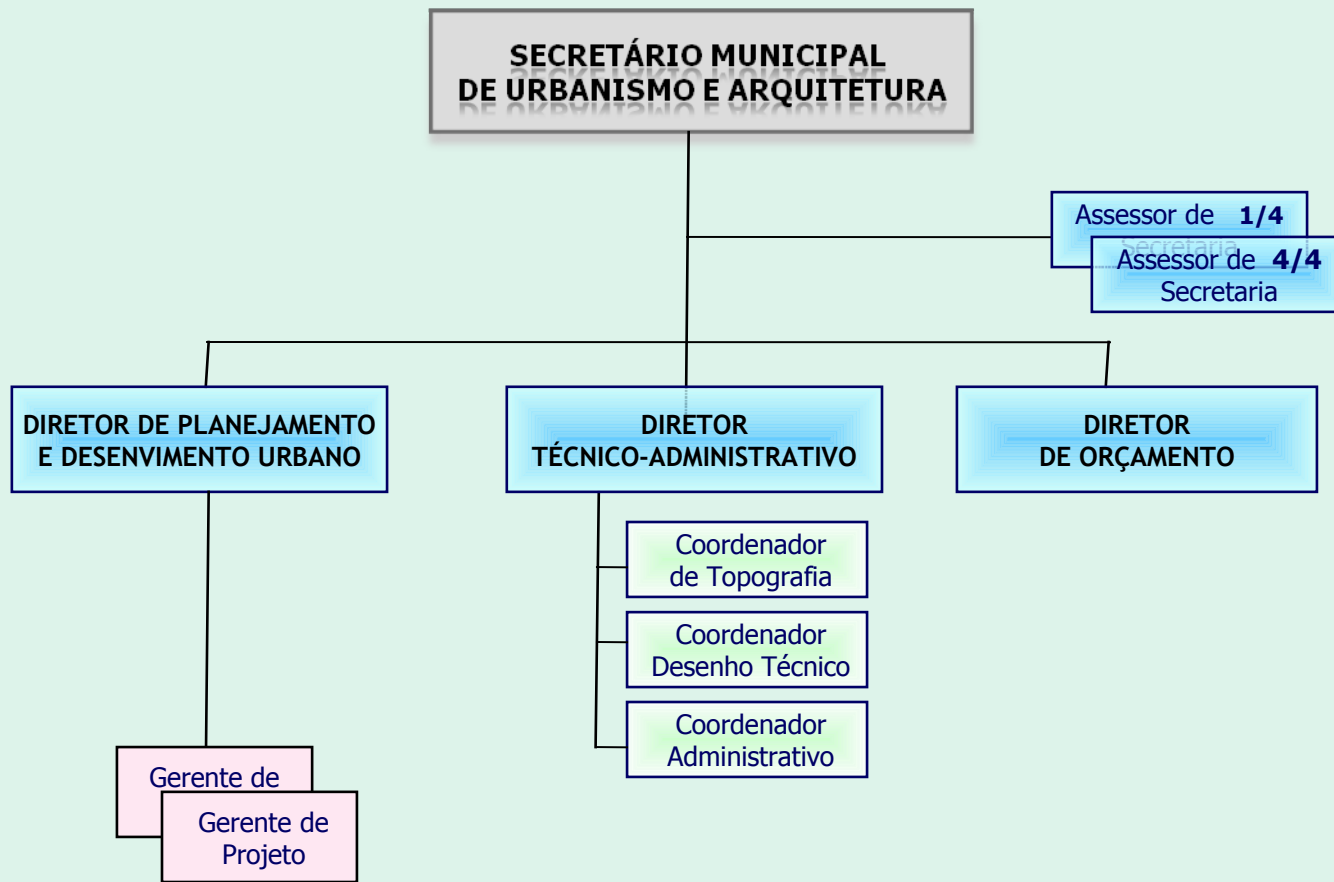 SECRETÁRIO MUNICIPAL
DE URBANISMO E ARQUITETURA
Assessor de 1/4
Secretaria
Assessor de 4/4
Secretaria
DIRETOR DE PLANEJAMENTO
E DESENVIMENTO URBANO
DIRETOR
TÉCNICO-ADMINISTRATIVO
DIRETOR
DE ORÇAMENTO
Coordenador
de Topografia
Coordenador
Desenho Técnico
Coordenador
Administrativo
Gerente de
Gerente de
Projeto